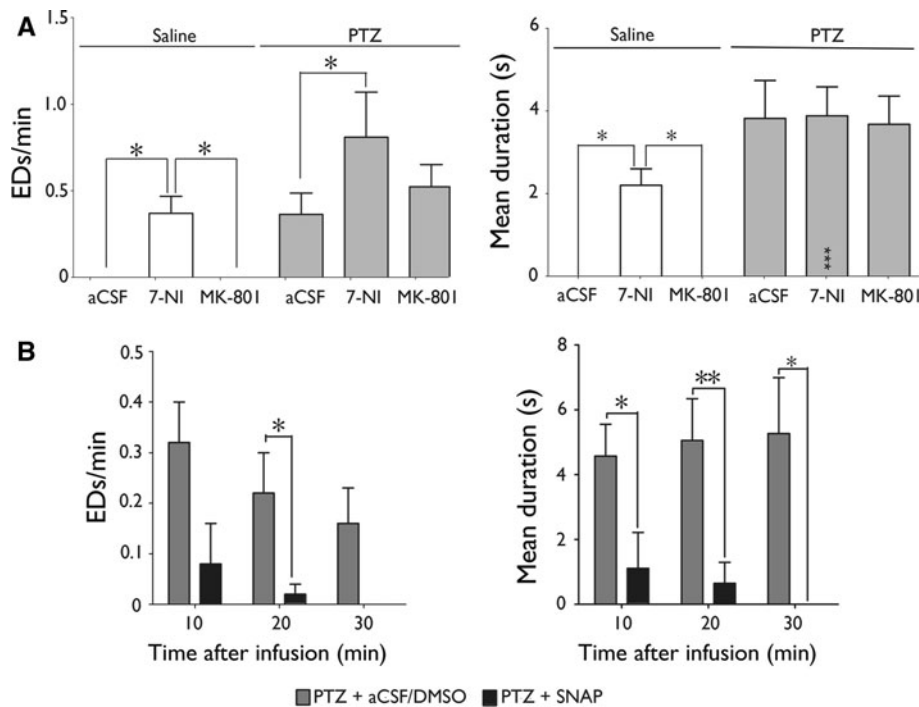 A
1.5
1.0
0.5
0
EDs/min
Saline
PTZ
*
*
*
aCSF
7-NI
MK-801
aCSF
7-NI
MK-801
6
4
2
0
Mean duration (s)
Saline
PTZ
*
*
***
aCSF
7-NI
MK-801
aCSF
7-NI
MK-801
B
0.5
0.4
0.3
0.2
0.1
0
EDs/min
*
10
20
30
Time after infusion (min)
8
6
4
2
0
Mean duration (s)
*
**
*
10
20
30
Time after infusion (min)
PTZ + aCSF/DMSO
PTZ + SNAP